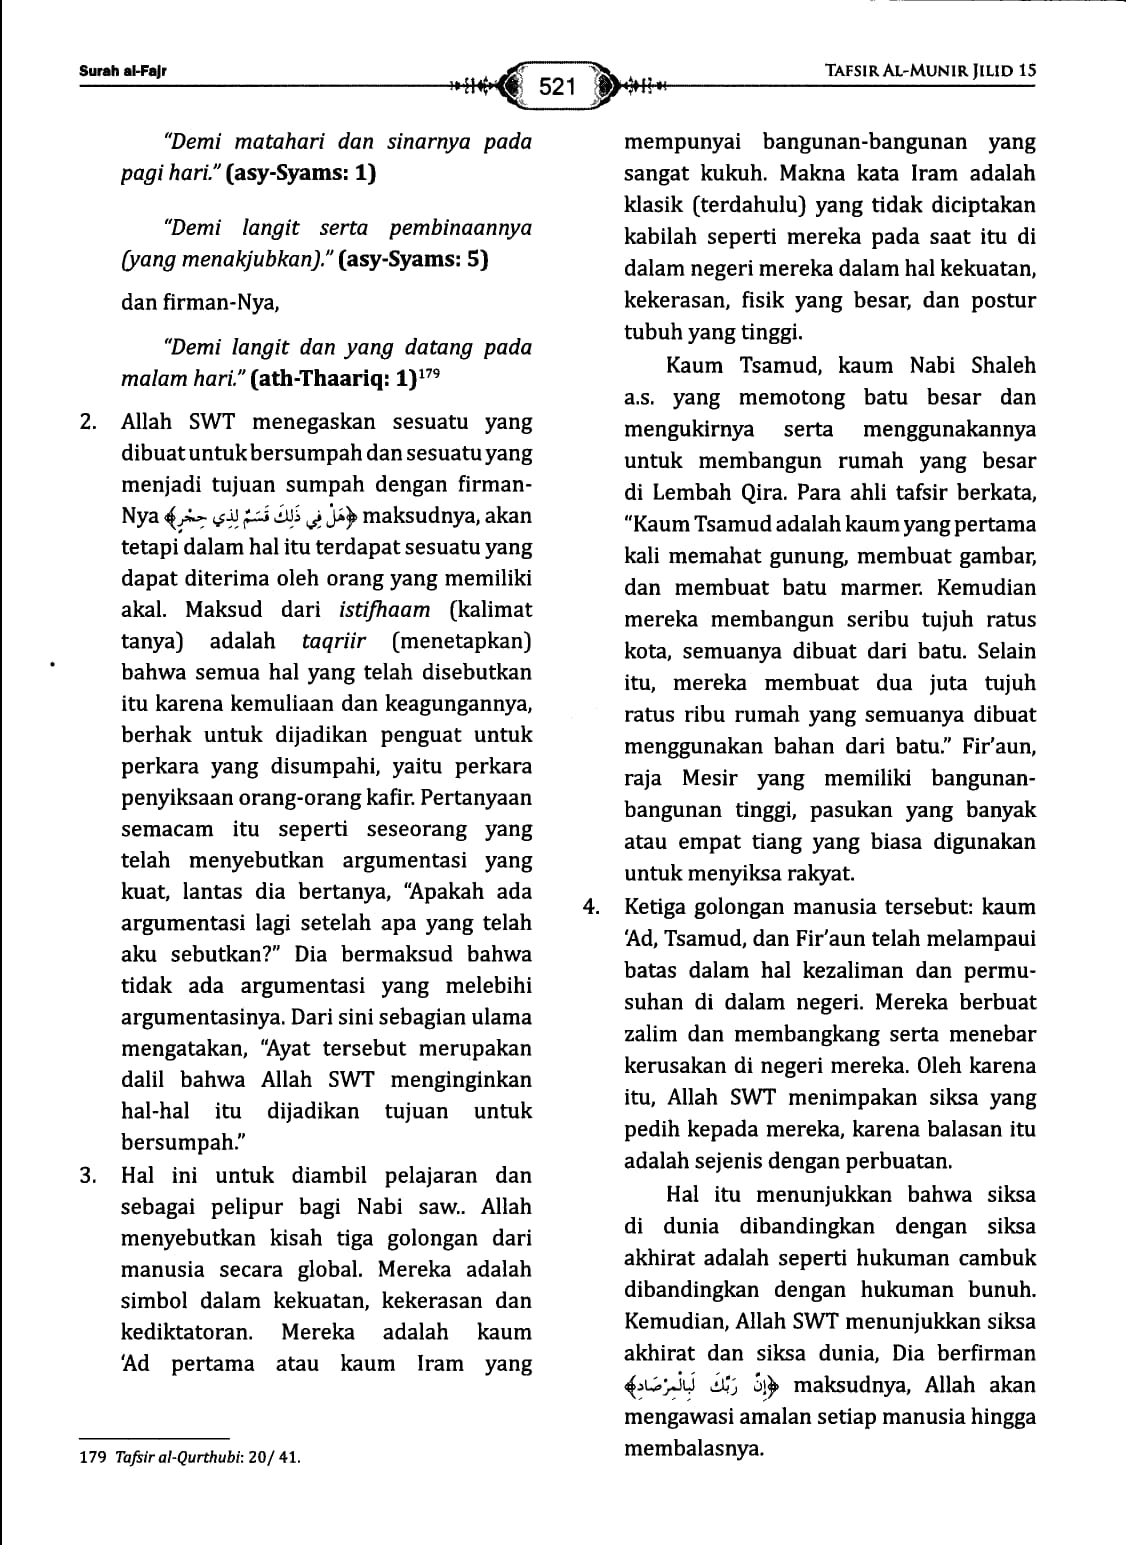 Surah al-Fajr
521
TAFSIR AL-MUNIR JILID 15
“Demi matahari dan sinarnya pada
pagi hari.” (asy-Syams: 1)
“Demi langit serta pembinaannya
(yang menakjubkan).” (asy-Syams: 5)
dan firman-Nya,
“Demi langit dan yang datang pada
malam hari.” (ath-Thaariq: 1)¹⁷⁹
2. Allah SWT menegaskan sesuatu yang
dibuat untuk bersumpah dan sesuatu yang
menjadi tujuan sumpah dengan firman-
Nya ﴿هَلْ فِي ذَٰلِكَ قَسَمٌ لِّذِي حِجْرٍ﴾ maksudnya, akan
tetapi dalam hal itu terdapat sesuatu yang
dapat diterima oleh orang yang memiliki
akal. Maksud dari istifhaam (kalimat
tanya) adalah taqriir (menetapkan)
bahwa semua hal yang telah disebutkan
itu karena kemuliaan dan keagungannya,
berhak untuk dijadikan penguat untuk
perkara yang disumpahi, yaitu perkara
penyiksaan orang-orang kafir. Pertanyaan
semacam itu seperti seseorang yang
telah menyebutkan argumentasi yang
kuat, lantas dia bertanya, “Apakah ada
argumentasi lagi setelah apa yang telah
aku sebutkan?” Dia bermaksud bahwa
tidak ada argumentasi yang melebihi
argumentasinya. Dari sini sebagian ulama
mengatakan, “Ayat tersebut merupakan
dalil bahwa Allah SWT menginginkan
hal-hal itu dijadikan tujuan untuk
bersumpah.”
3. Hal ini untuk diambil pelajaran dan
sebagai pelipur bagi Nabi saw.. Allah
menyebutkan kisah tiga golongan dari
manusia secara global. Mereka adalah
simbol dalam kekuatan, kekerasan dan
kediktatoran. Mereka adalah kaum
‘Ad pertama atau kaum Iram yang
179 Tafsir al-Qurthubi: 20/ 41.
mempunyai bangunan-bangunan yang
sangat kukuh. Makna kata Iram adalah
klasik (terdahulu) yang tidak diciptakan
kabilah seperti mereka pada saat itu di
dalam negeri mereka dalam hal kekuatan,
kekerasan, fisik yang besar, dan postur
tubuh yang tinggi.
Kaum Tsamud, kaum Nabi Shaleh
a.s. yang memotong batu besar dan
mengukirnya serta menggunakannya
untuk membangun rumah yang besar
di Lembah Qira. Para ahli tafsir berkata,
“Kaum Tsamud adalah kaum yang pertama
kali memahat gunung, membuat gambar,
dan membuat batu marmer. Kemudian
mereka membangun seribu tujuh ratus
kota, semuanya dibuat dari batu. Selain
itu, mereka membuat dua juta tujuh
ratus ribu rumah yang semuanya dibuat
menggunakan bahan dari batu.” Fir’aun,
raja Mesir yang memiliki bangunan-
bangunan tinggi, pasukan yang banyak
atau empat tiang yang biasa digunakan
untuk menyiksa rakyat.
4. Ketiga golongan manusia tersebut: kaum
‘Ad, Tsamud, dan Fir’aun telah melampaui
batas dalam hal kezaliman dan permu-
suhan di dalam negeri. Mereka berbuat
zalim dan membangkang serta menebar
kerusakan di negeri mereka. Oleh karena
itu, Allah SWT menimpakan siksa yang
pedih kepada mereka, karena balasan itu
adalah sejenis dengan perbuatan.
Hal itu menunjukkan bahwa siksa
di dunia dibandingkan dengan siksa
akhirat adalah seperti hukuman cambuk
dibandingkan dengan hukuman bunuh.
Kemudian, Allah SWT menunjukkan siksa
akhirat dan siksa dunia, Dia berfirman
﴿إِنَّ رَبَّكَ لَبِالْمِرْصَادِ﴾ maksudnya, Allah akan
mengawasi amalan setiap manusia hingga
membalasnya.